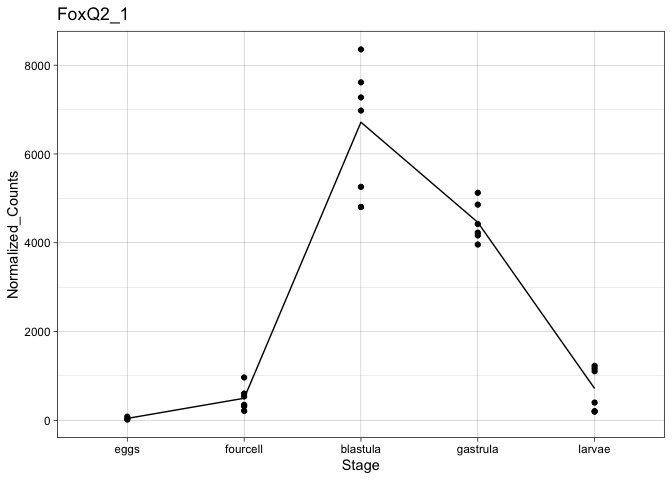 FoxQ2_1
Normalized_Counts
8000
6000
4000
2000
0
eggs fourcell blastula gastrula larvae
Stage